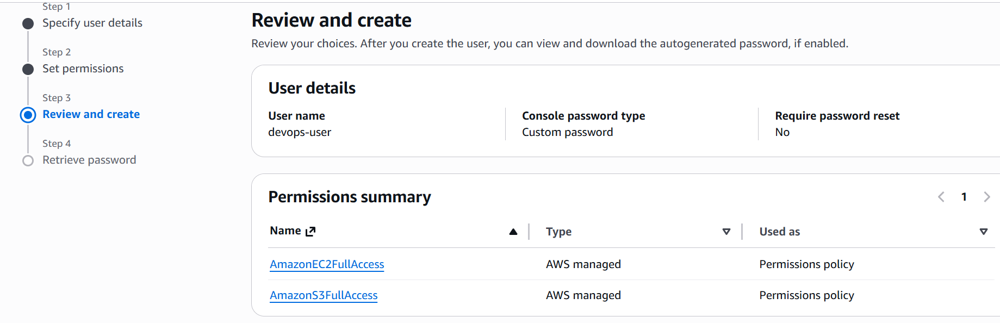 Step 1
Specify user details
Step 2
Set permissions
Step 3
Review and create
Step 4
Retrieve password
Review and create
Review your choices. After you create the user, you can view and download the autogenerated password, if enabled.
User details
User name
devops-user
Console password type
Custom password
Require password reset
No
Permissions summary
1
Name Type Used as
AmazonEC2FullAccess AWS managed Permissions policy
AmazonS3FullAccess AWS managed Permissions policy